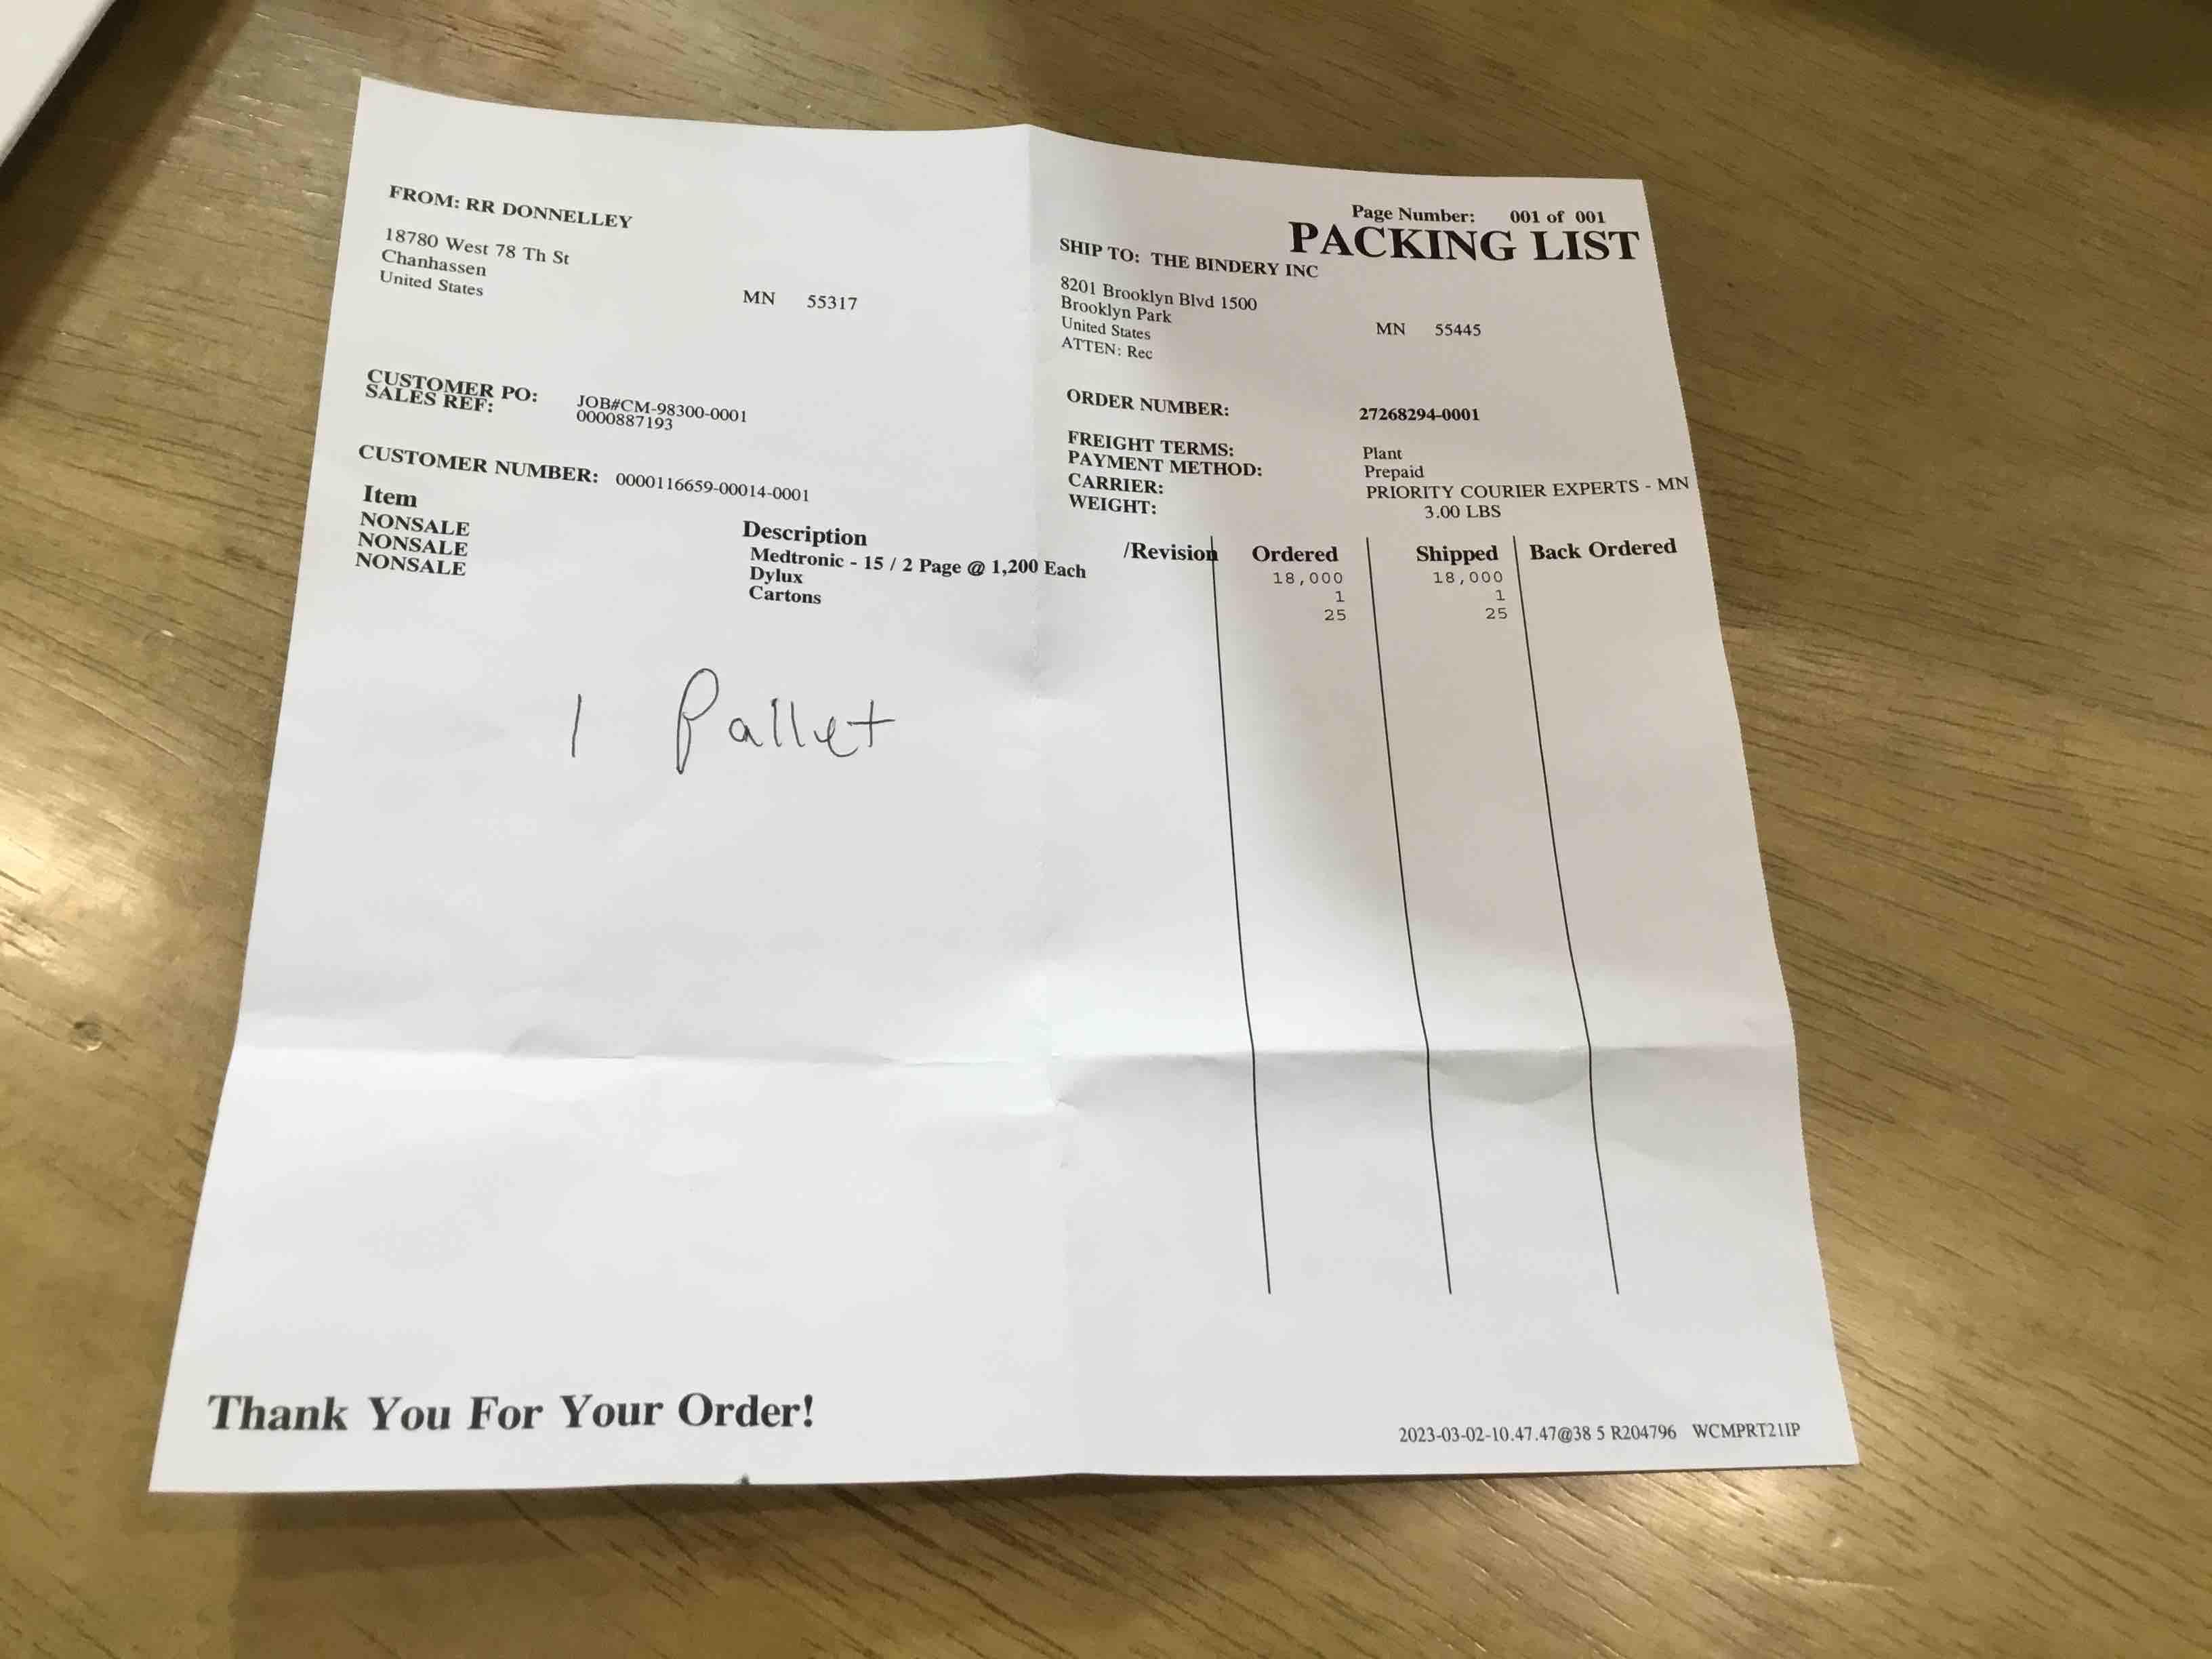 FROM: RR DONNELLEY
18780 West 78 Th St
Chanhassen
United States
MN 55317
Page Number: 001 of 001
PACKING LIST
SHIP TO: THE BINDERY INC
8201 Brooklyn Blvd 1500
Brooklyn Park
United States
MN 55445
ATTEN: Rec
CUSTOMER PO: JOB#CM-98300-0001
SALES REF: 0000887193
CUSTOMER NUMBER: 0000116659-00014-0001
ORDER NUMBER: 27268294-0001
FREIGHT TERMS: Plant
PAYMENT METHOD: Prepaid
CARRIER: PRIORITY COURIER EXPERTS - MN
WEIGHT: 3.00 LBS
Item Description /Revision Ordered Shipped Back Ordered
NONSALE Medtronic - 15 / 2 Page @ 1,200 Each 18,000 18,000
NONSALE Dylux 1 1
NONSALE Cartons 25 25
1 Pallet
Thank You For Your Order!
2023-03-02-10.47.47@38 5 R204796 WCMPRT21IP